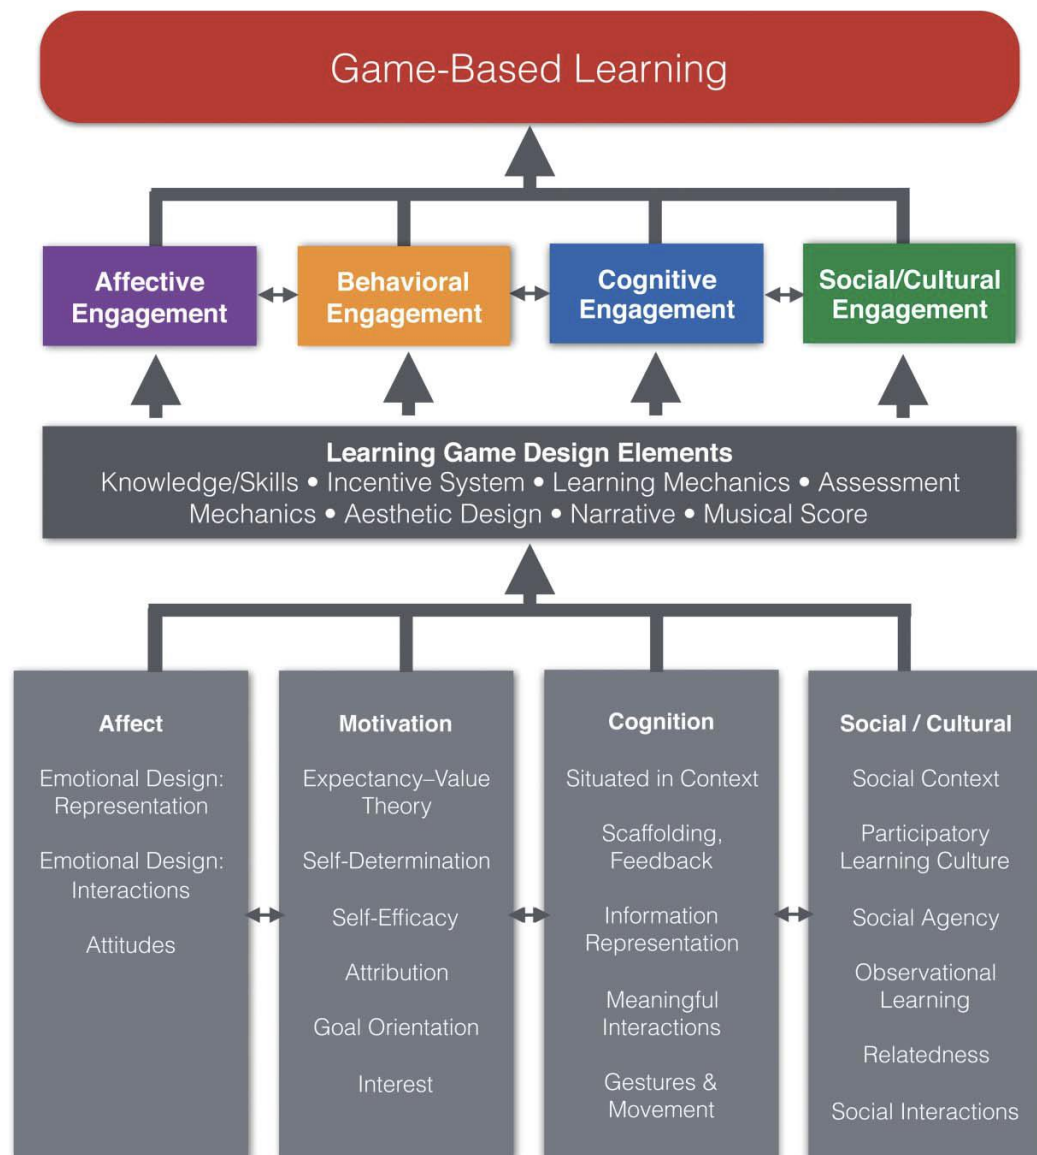 Game-Based Learning
Affective
Engagement
Behavioral
Engagement
Cognitive
Engagement
Social/Cultural
Engagement
Learning Game Design Elements
Knowledge/Skills • Incentive System • Learning Mechanics • Assessment
Mechanics • Aesthetic Design • Narrative • Musical Score
Affect
Emotional Design:
Representation
Emotional Design:
Interactions
Attitudes
Motivation
Expectancy–Value
Theory
Self-Determination
Self-Efficacy
Attribution
Goal Orientation
Interest
Cognition
Situated in Context
Scaffolding,
Feedback
Information
Representation
Meaningful
Interactions
Gestures &
Movement
Social / Cultural
Social Context
Participatory
Learning Culture
Social Agency
Observational
Learning
Relatedness
Social Interactions